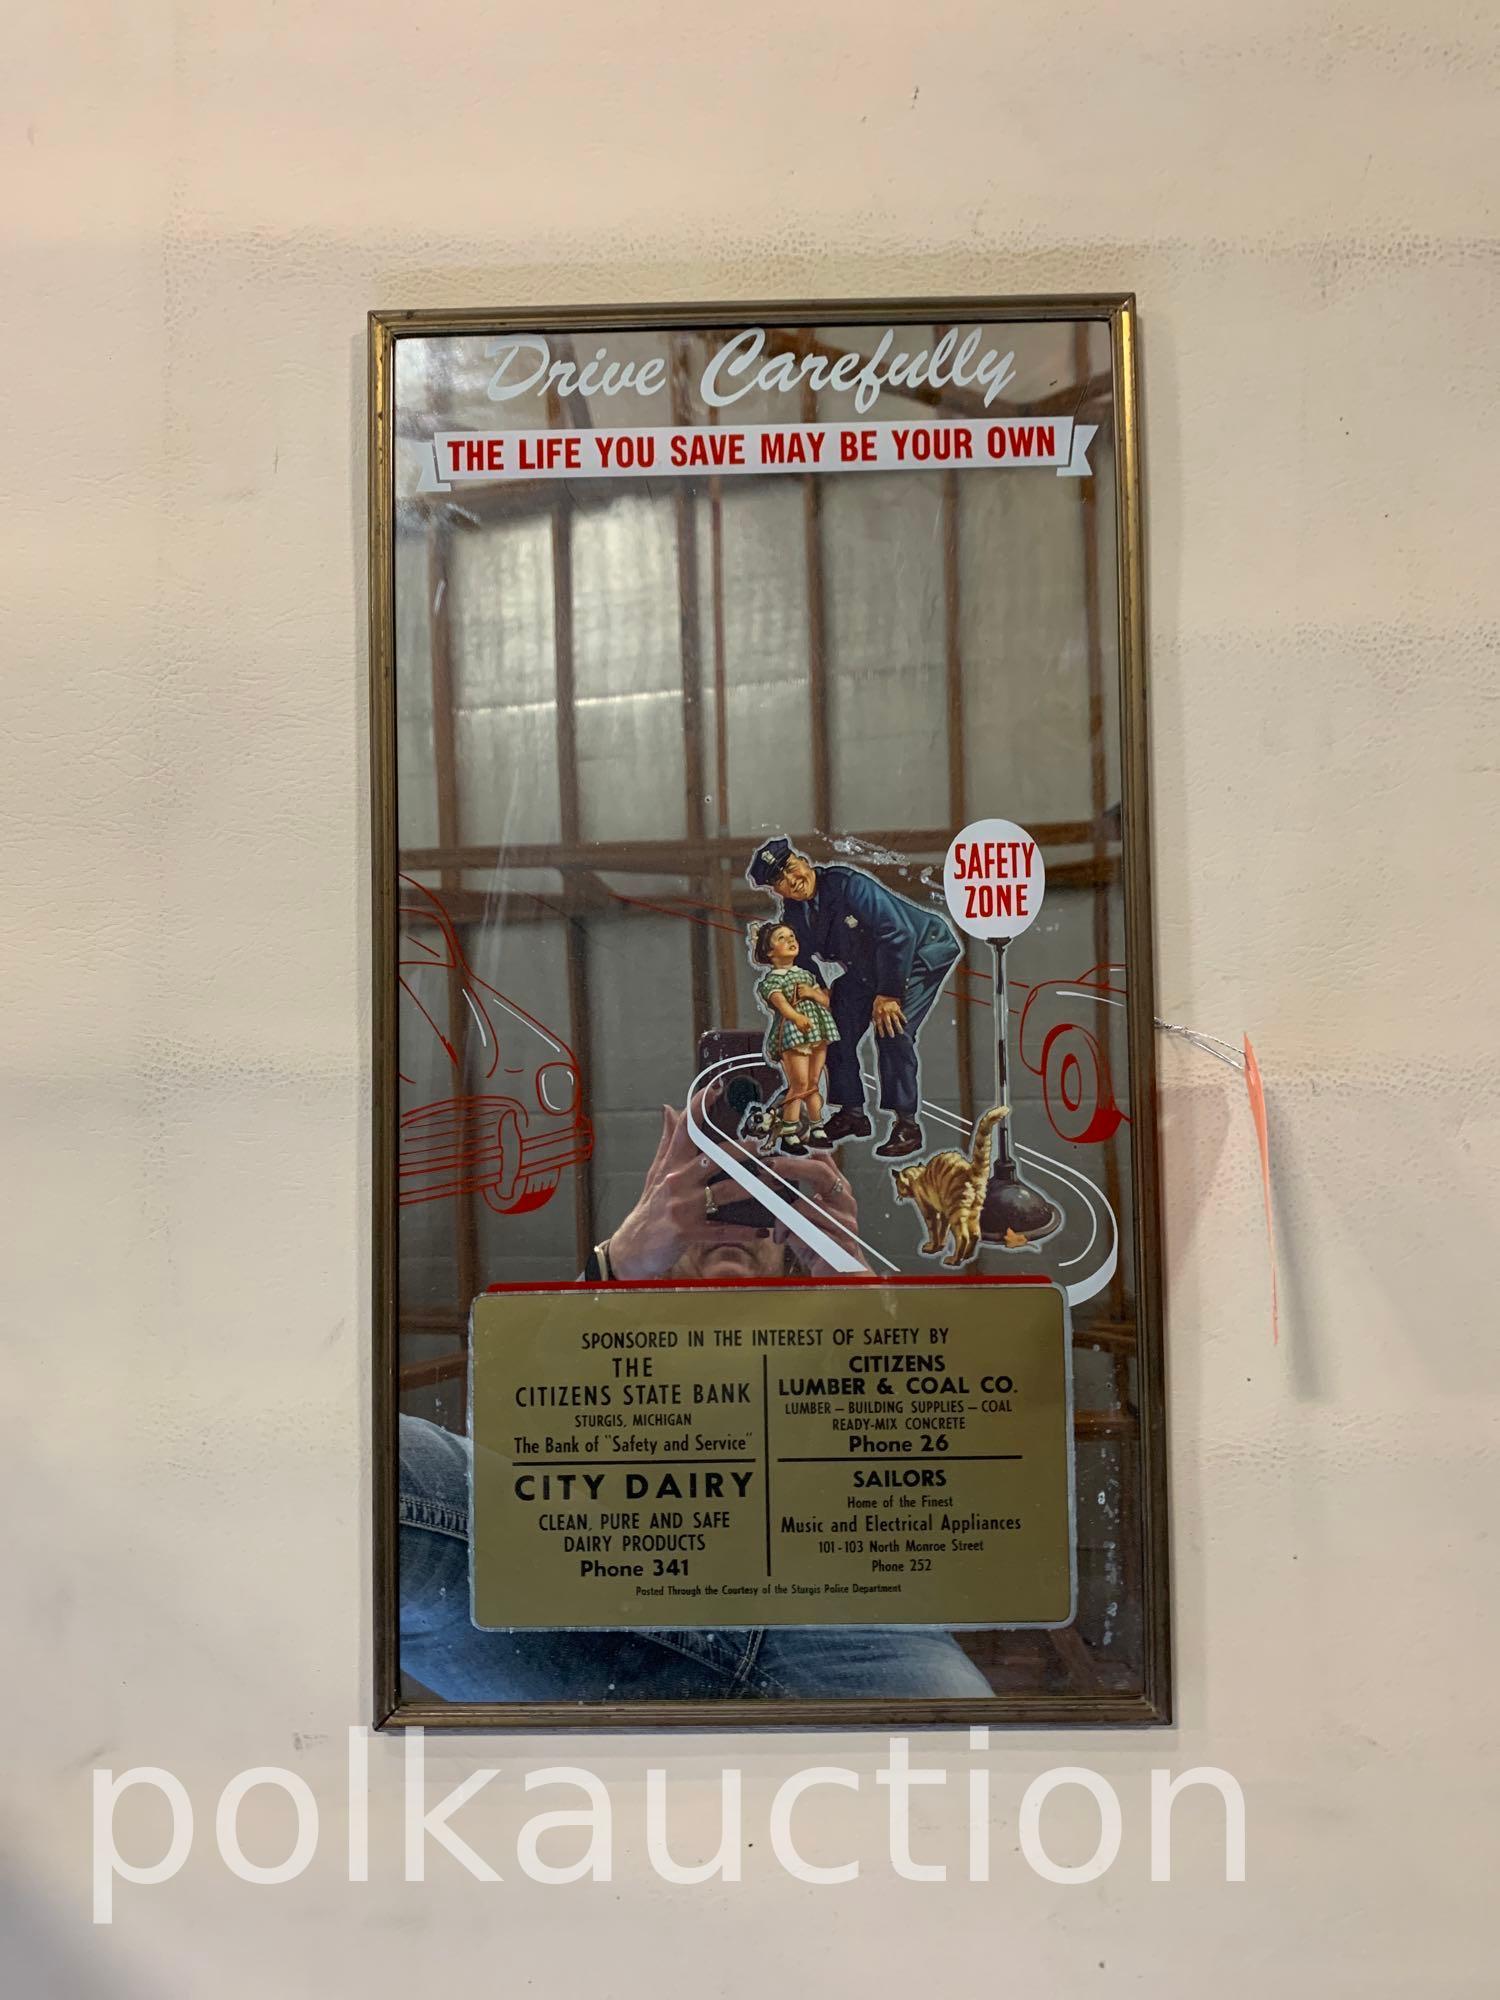 Drive Carefully
THE LIFE YOU SAVE MAY BE YOUR OWN
SAFETY
ZONE
SPONSORED IN THE INTEREST OF SAFETY BY
THE
CITIZENS STATE BANK
STURGIS, MICHIGAN
The Bank of "Safety and Service"
CITY DAIRY
CLEAN, PURE AND SAFE
DAIRY PRODUCTS
Phone 341
CITIZENS
LUMBER & COAL CO.
LUMBER – BUILDING SUPPLIES – COAL
READY-MIX CONCRETE
Phone 26
SAILORS
Home of the Finest
Music and Electrical Appliances
101-103 North Monroe Street
Phone 252
Posted Through the Courtesy of the Sturgis Police Department
polkauction